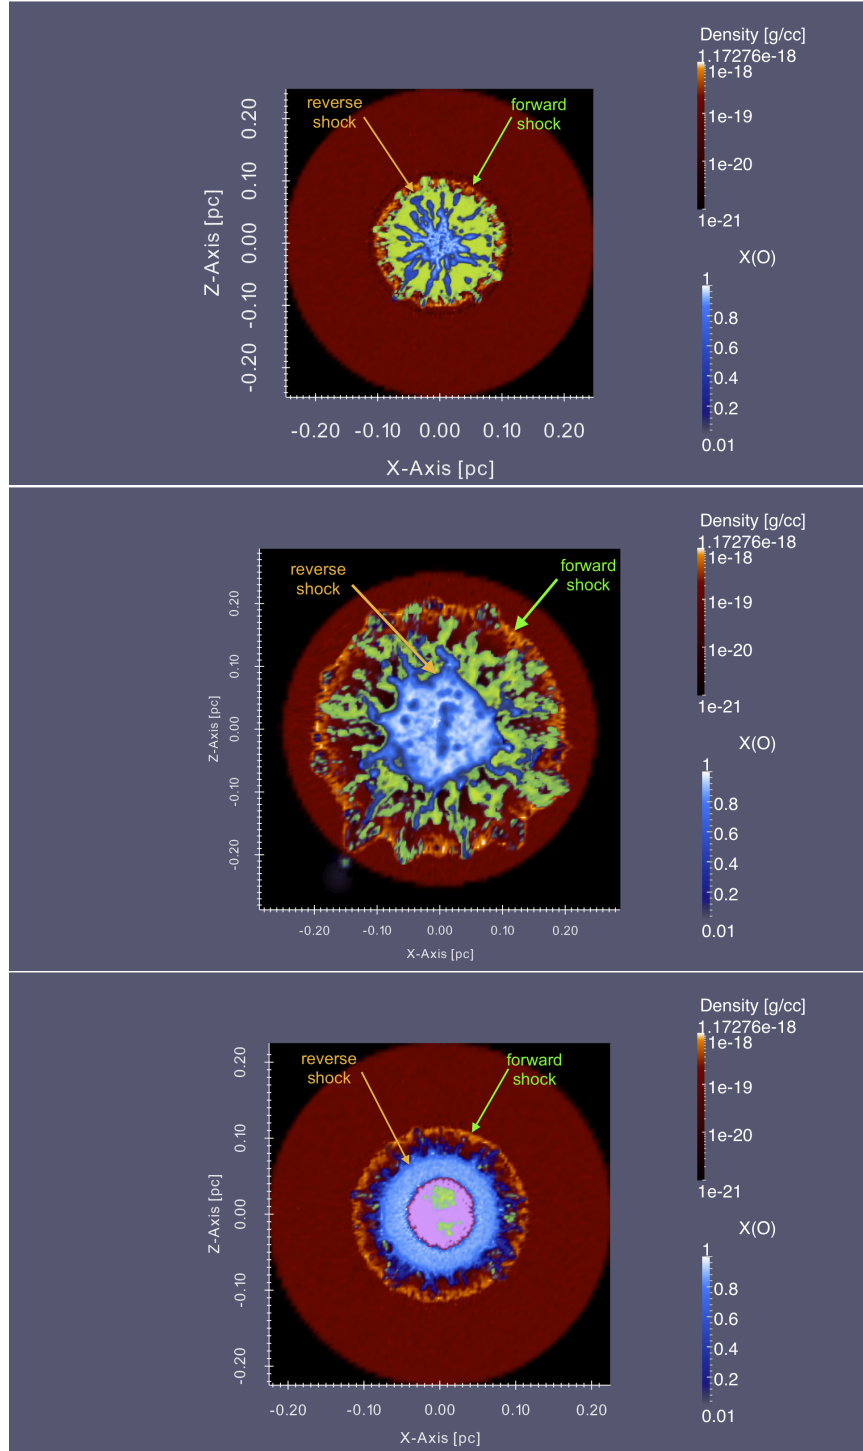 Density [g/cc]
1.17276e-18
1e-18
1e-19
1e-20
1e-21
X(O)
1
0.8
0.6
0.4
0.2
0.01
reverse
shock
forward
shock
0.20
0.10
0.00
-0.10
-0.20
Z-Axis [pc]
-0.20 -0.10 0.00 0.10 0.20
X-Axis [pc]
Density [g/cc]
1.17276e-18
1e-18
1e-19
1e-20
1e-21
X(O)
1
0.8
0.6
0.4
0.2
0.01
reverse
shock
forward
shock
0.20
0.10
0.00
-0.10
-0.20
Z-Axis [pc]
-0.20 -0.10 0.00 0.10 0.20
X-Axis [pc]
Density [g/cc]
1.17276e-18
1e-18
1e-19
1e-20
1e-21
X(O)
1
0.8
0.6
0.4
0.2
0.01
reverse
shock
forward
shock
0.20
0.10
0.00
-0.10
-0.20
Z-Axis [pc]
-0.20 -0.10 0.00 0.10 0.20
X-Axis [pc]